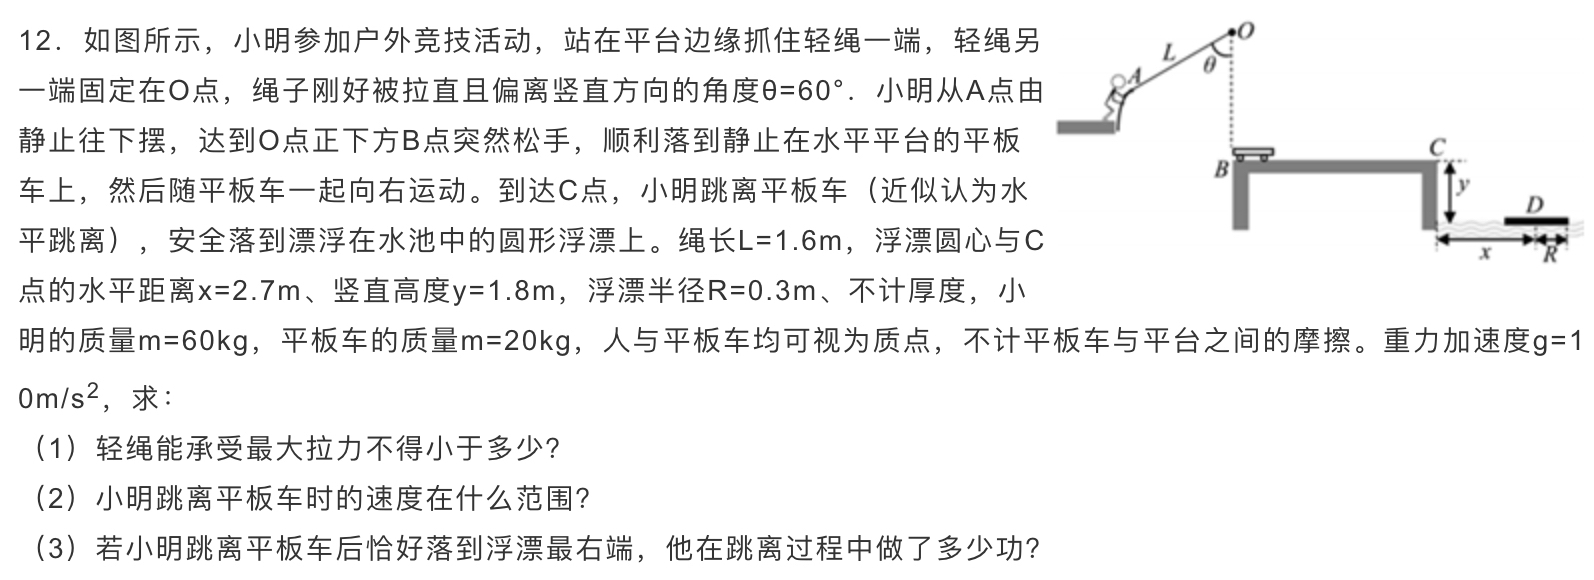 12．如图所示，小明参加户外竞技活动，站在平台边缘抓住轻绳一端，轻绳另
一端固定在O点，绳子刚好被拉直且偏离竖直方向的角度θ=60°．小明从A点由
静止往下摆，达到O点正下方B点突然松手，顺利落到静止在水平平台的平板
车上，然后随平板车一起向右运动。到达C点，小明跳离平板车（近似认为水
平跳离），安全落到漂浮在水池中的圆形浮漂上。绳长L=1.6m，浮漂圆心与C
点的水平距离x=2.7m、竖直高度y=1.8m，浮漂半径R=0.3m、不计厚度，小
明的质量m=60kg，平板车的质量m=20kg，人与平板车均可视为质点，不计平板车与平台之间的摩擦。重力加速度g=1
0m/s²，求：
（1）轻绳能承受最大拉力不得小于多少？
（2）小明跳离平板车时的速度在什么范围？
（3）若小明跳离平板车后恰好落到浮漂最右端，他在跳离过程中做了多少功？
O
L
θ
A
B
C
y
D
x
R